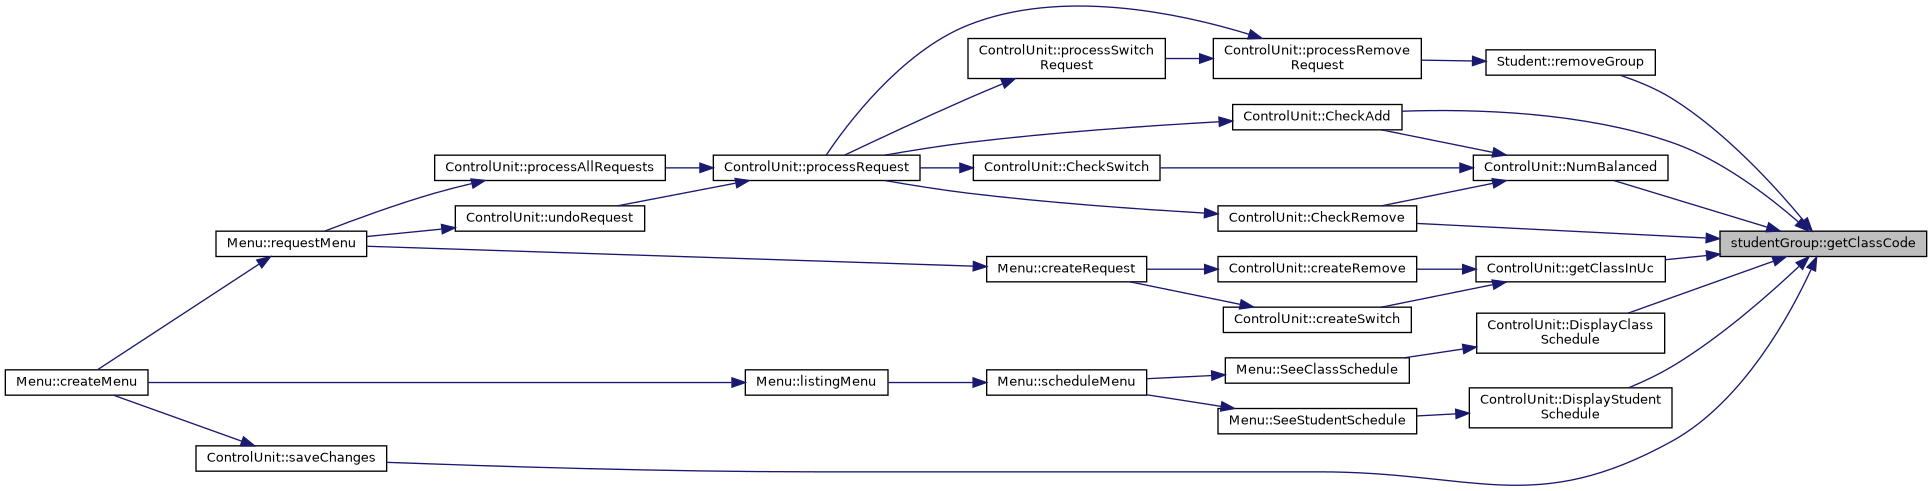 ControlUnit::processSwitch
Request
ControlUnit::processRemove
Request
Student::removeGroup
ControlUnit::CheckAdd
ControlUnit::processAllRequests
ControlUnit::processRequest
ControlUnit::CheckSwitch
ControlUnit::NumBalanced
ControlUnit::undoRequest
ControlUnit::CheckRemove
Menu::requestMenu
studentGroup::getClassCode
Menu::createRequest
ControlUnit::createRemove
ControlUnit::getClassInUc
ControlUnit::createSwitch
ControlUnit::DisplayClass
Schedule
Menu::createMenu
Menu::listingMenu
Menu::scheduleMenu
Menu::SeeClassSchedule
ControlUnit::DisplayStudent
Schedule
Menu::SeeStudentSchedule
ControlUnit::saveChanges